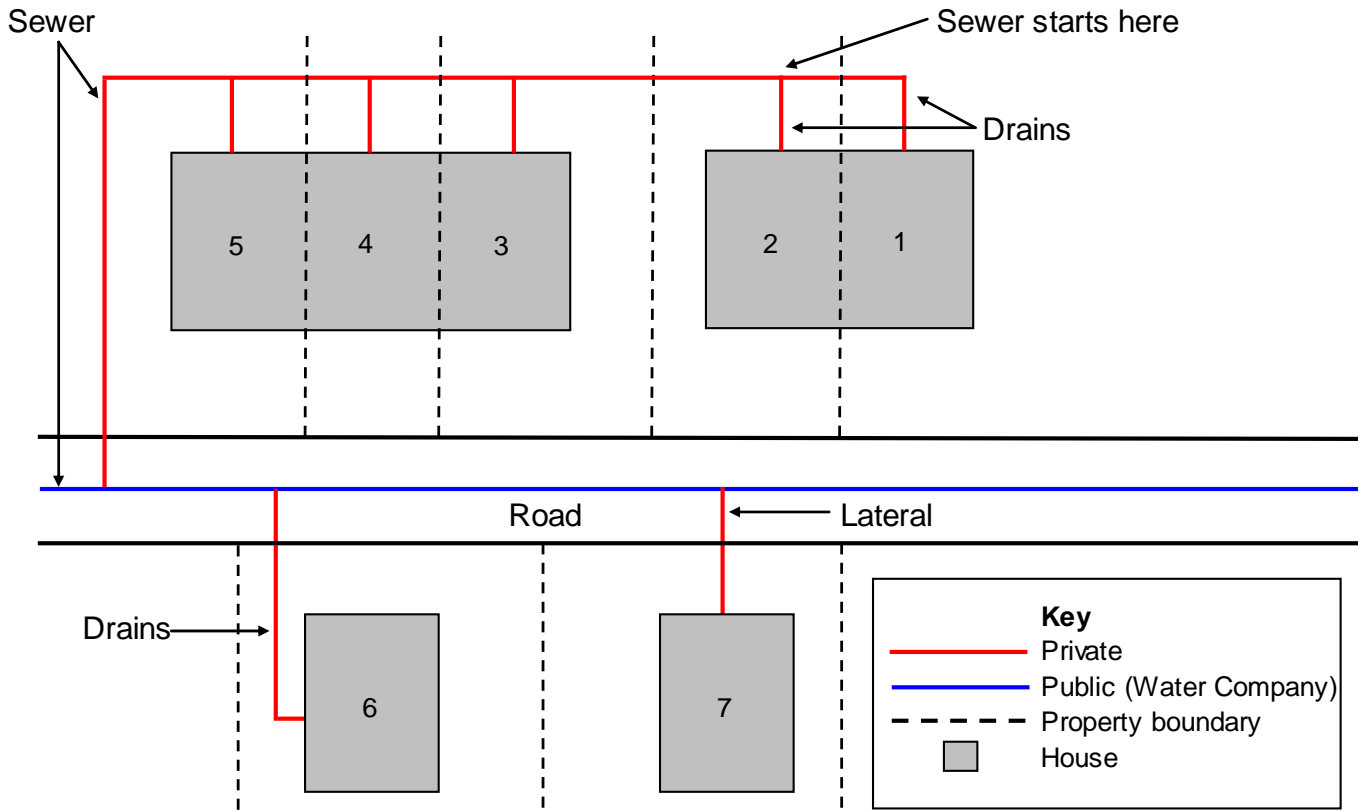 Sewer
Sewer starts here
Drains
5
4
3
2
1
Road
Lateral
Drains
6
7
Key
Private
Public (Water Company)
Property boundary
House